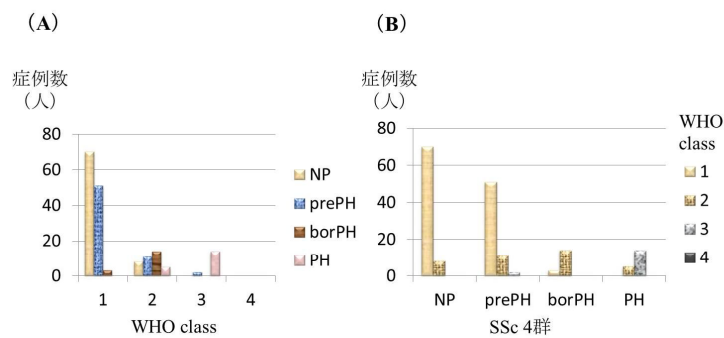 (A)
症例数
(人)
80
60
40
20
0
1 2 3 4
WHO class
NP
prePH
borPH
PH
(B)
症例数
(人)
80
60
40
20
0
NP prePH borPH PH
SSc 4群
WHO
class
1
2
3
4